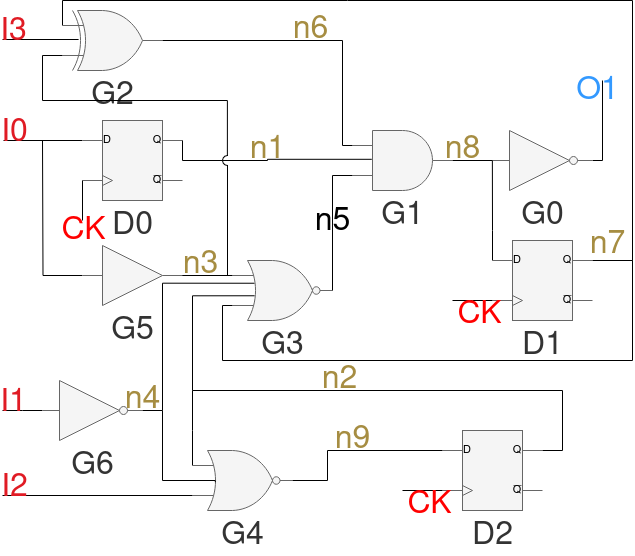 I3
n6
G2
O1
I0
D
Q
Q
n1
n8
G1
G0
CK
D0
n5
n7
n3
D
Q
Q
CK
G5
G3
D1
n2
I1
n4
n9
G6
D
Q
Q
I2
CK
G4
D2